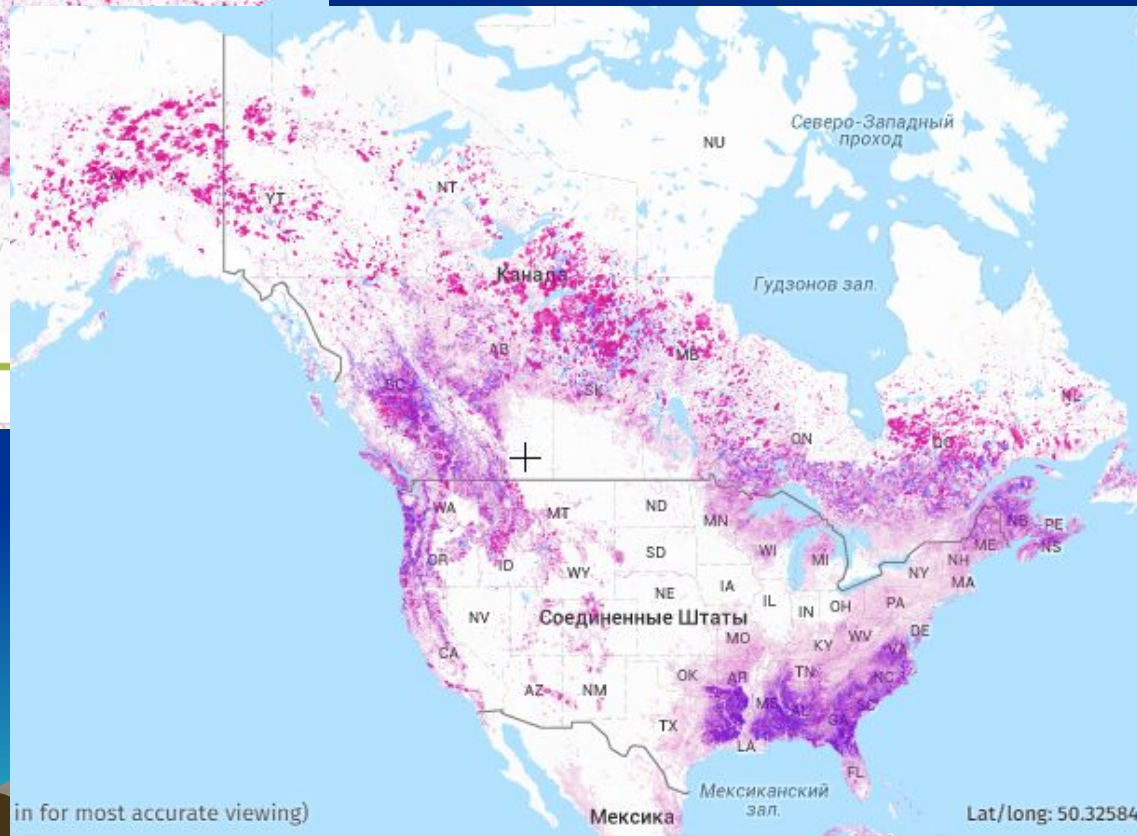 Северо-Западный
проход
NU
NT
YT
Канада
Гудзонов зал.
AB
MB
BC
SK
NL
ON
QC
WA
MT
ND
MN
NB
PE
ME
NS
OR
ID
SD
WI
MI
NH
WY
NY
MA
NE
IA
IL
IN
OH
PA
NV
Соединенные Штаты
DE
MO
KY
WV
VA
CA
OK
AR
TN
NC
AZ
NM
MS
AL
SC
GA
TX
LA
FL
Мексиканский
зал.
in for most accurate viewing)
Мексика
Lat/long: 50.32584